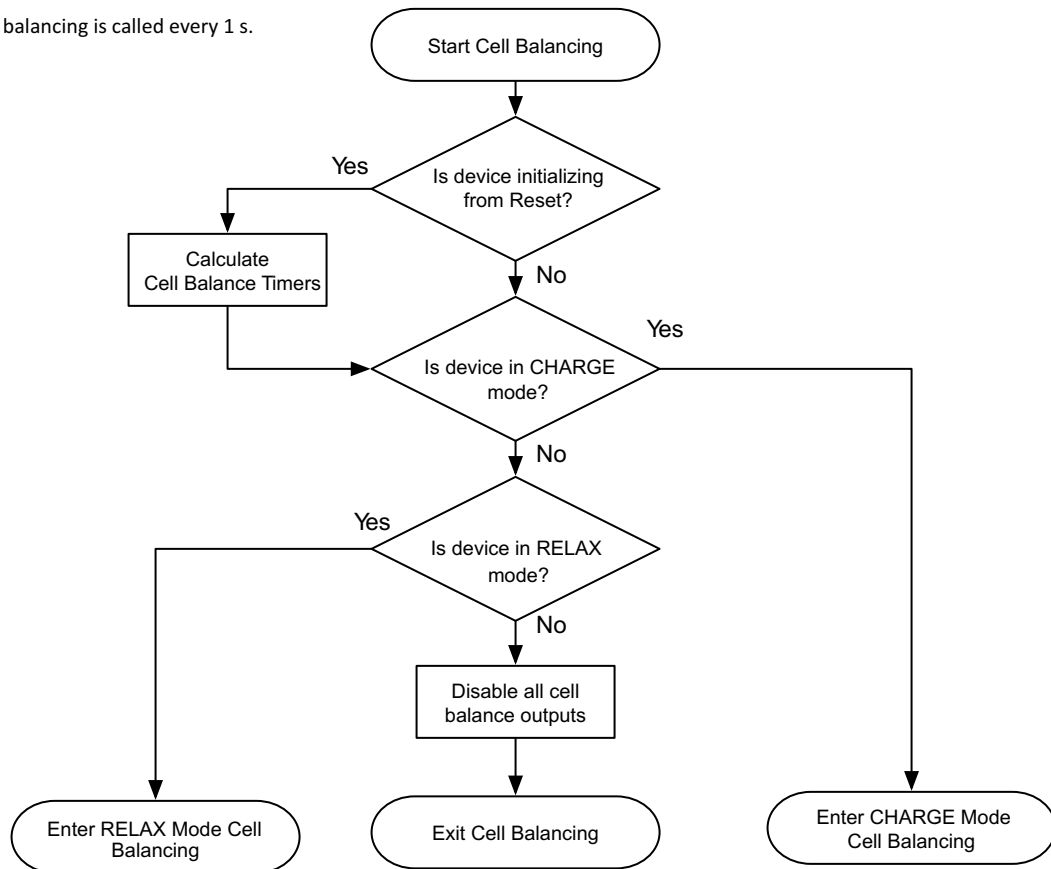 balancing is called every 1 s.
Start Cell Balancing
Yes
Is device initializing
from Reset?
Calculate
Cell Balance Timers
No
Yes
Is device in CHARGE
mode?
No
Yes
Is device in RELAX
mode?
No
Disable all cell
balance outputs
Enter RELAX Mode Cell
Balancing
Exit Cell Balancing
Enter CHARGE Mode
Cell Balancing